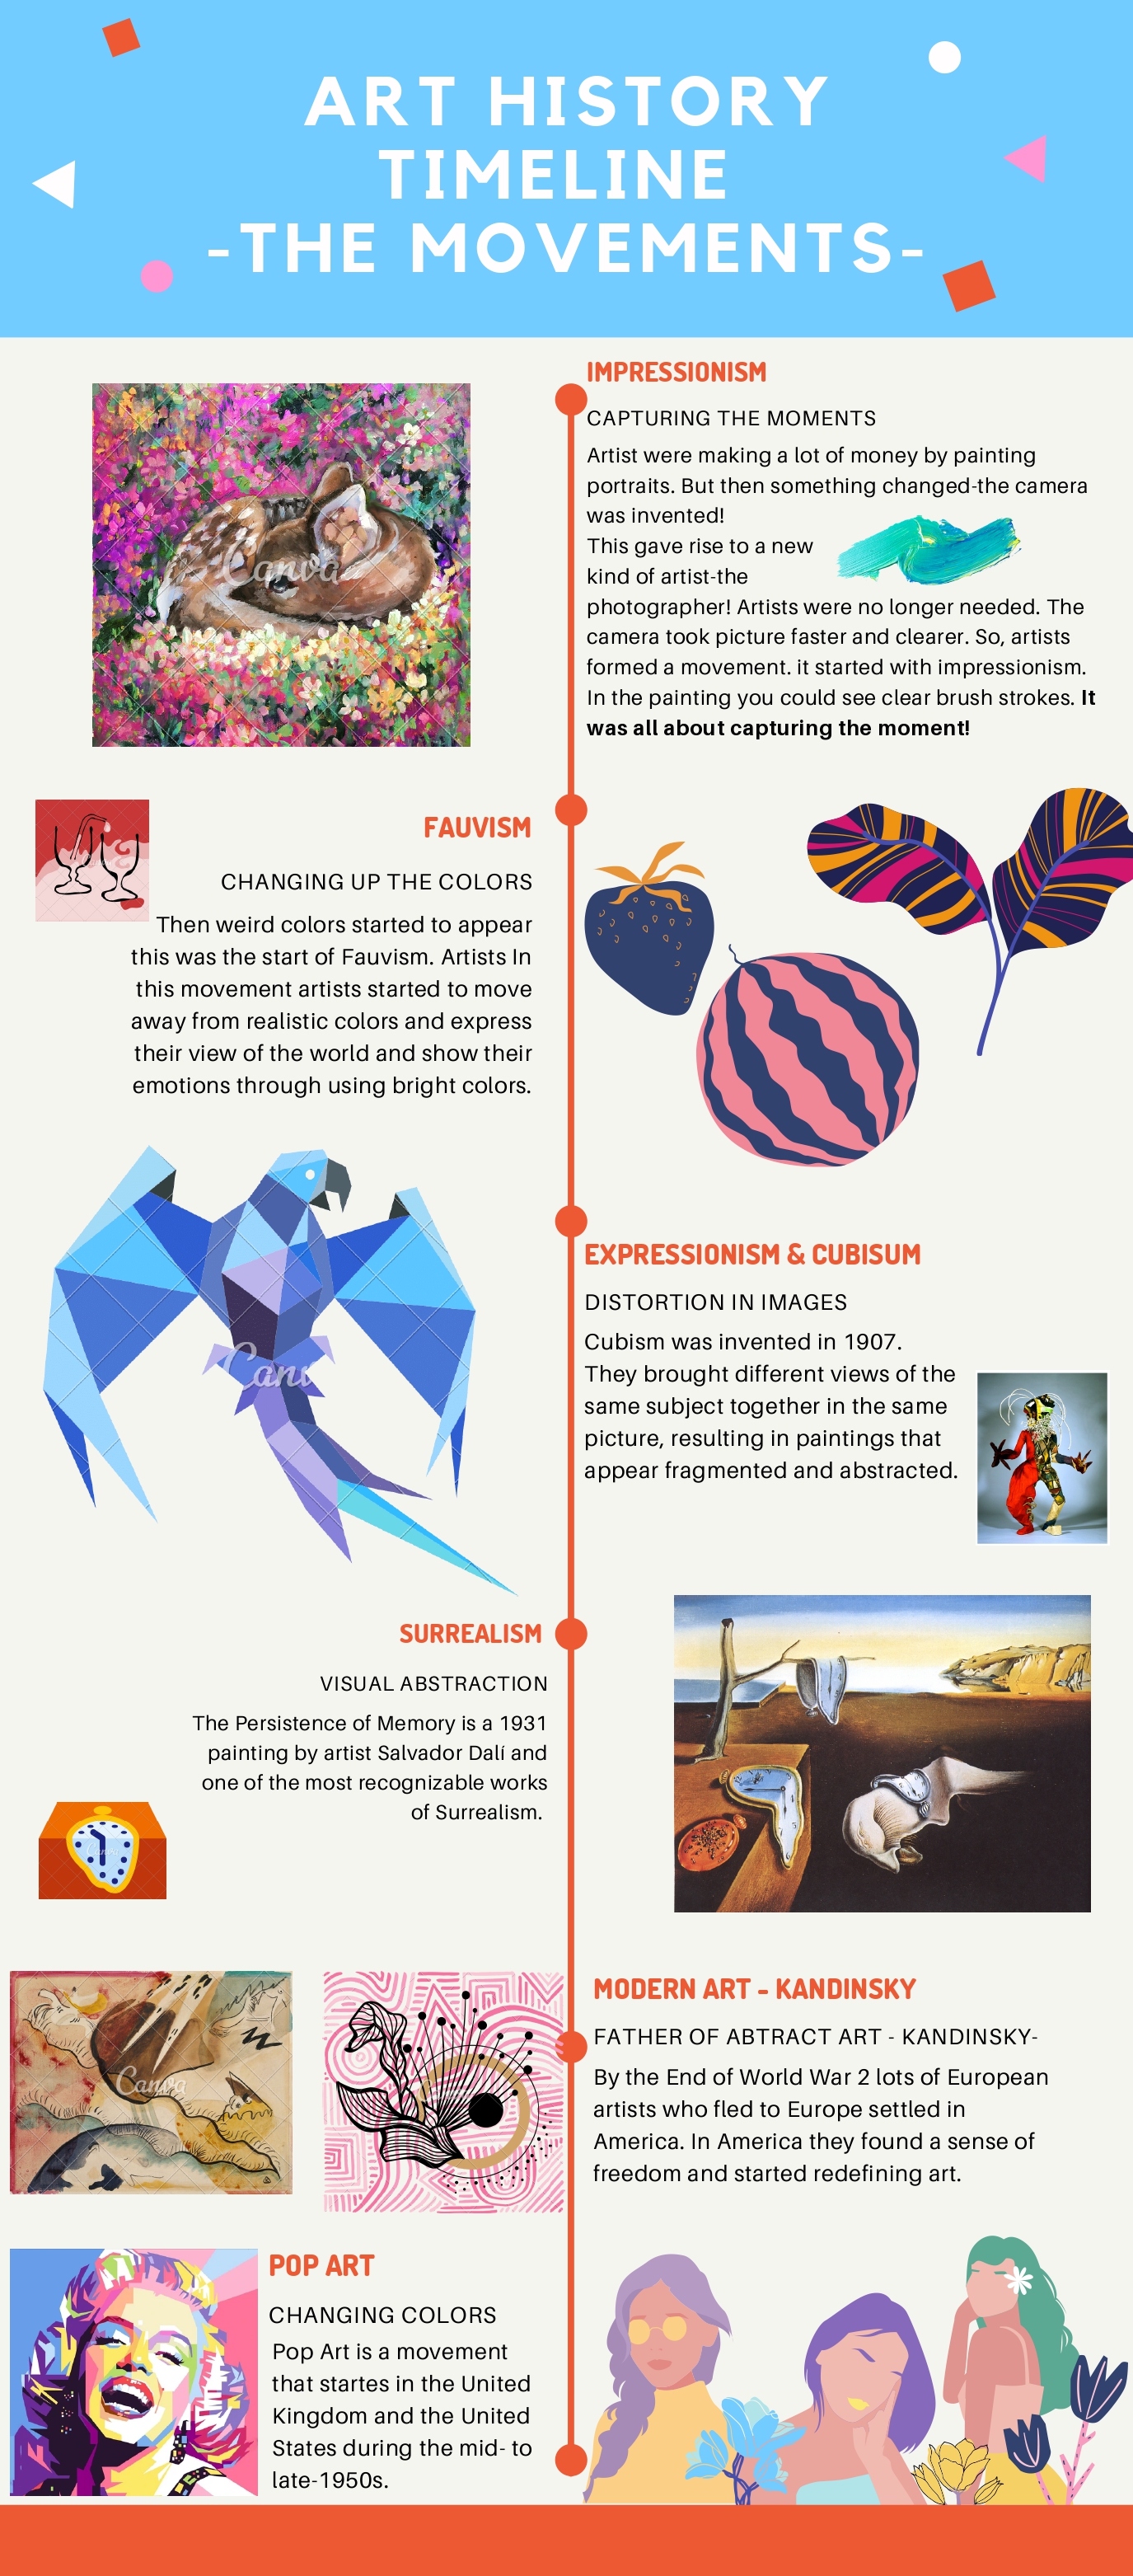 ART HISTORY
TIMELINE
-THE MOVEMENTS-
IMPRESSIONISM
CAPTURING THE MOMENTS
Artist were making a lot of money by painting
portraits. But then something changed-the camera
was invented!
This gave rise to a new
kind of artist-the
photographer! Artists were no longer needed. The
camera took picture faster and clearer. So, artists
formed a movement. it started with impressionism.
In the painting you could see clear brush strokes. It
was all about capturing the moment!
Canva
FAUVISM
CHANGING UP THE COLORS
Then weird colors started to appear
this was the start of Fauvism. Artists In
this movement artists started to move
away from realistic colors and express
their view of the world and show their
emotions through using bright colors.
EXPRESSIONISM & CUBISUM
DISTORTION IN IMAGES
Cubism was invented in 1907.
They brought different views of the
same subject together in the same
picture, resulting in paintings that
appear fragmented and abstracted.
Canv
SURREALISM
VISUAL ABSTRACTION
The Persistence of Memory is a 1931
painting by artist Salvador Dalí and
one of the most recognizable works
of Surrealism.
MODERN ART - KANDINSKY
FATHER OF ABTRACT ART - KANDINSKY-
By the End of World War 2 lots of European
artists who fled to Europe settled in
America. In America they found a sense of
freedom and started redefining art.
Canva
POP ART
CHANGING COLORS
Pop Art is a movement
that startes in the United
Kingdom and the United
States during the mid- to
late-1950s.